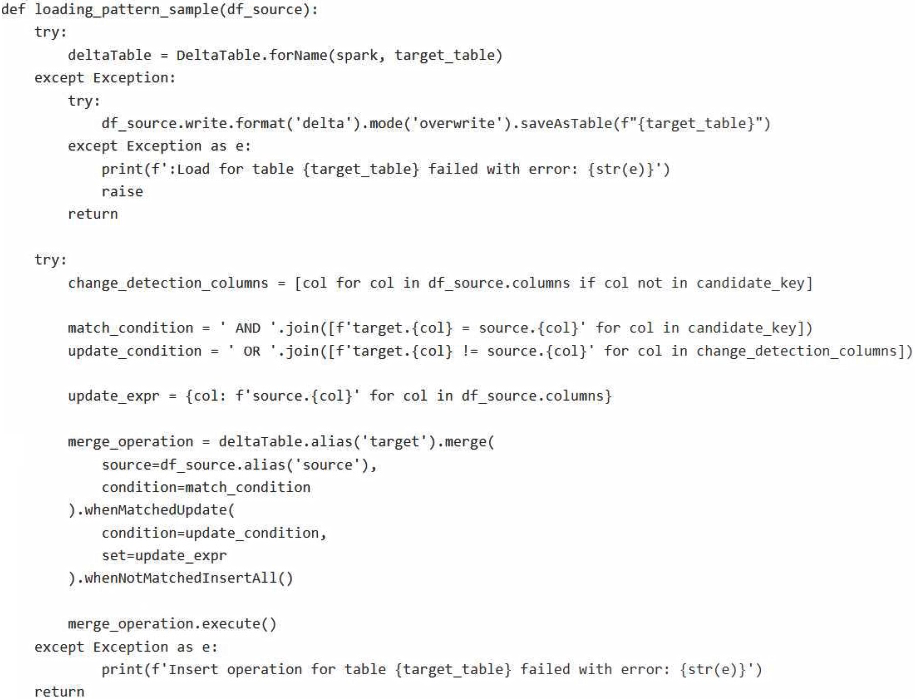 def loading_pattern_sample(df_source):
    try:
        deltaTable = DeltaTable.forName(spark, target_table)
    except Exception:
        try:
            df_source.write.format('delta').mode('overwrite').saveAsTable(f"{target_table}")
        except Exception as e:
            print(f':Load for table {target_table} failed with error: {str(e)}')
            raise
        return

    try:
        change_detection_columns = [col for col in df_source.columns if col not in candidate_key]

        match_condition = ' AND '.join([f'target.{col} = source.{col}' for col in candidate_key])
        update_condition = ' OR '.join([f'target.{col} != source.{col}' for col in change_detection_columns])

        update_expr = {col: f'source.{col}' for col in df_source.columns}

        merge_operation = deltaTable.alias('target').merge(
            source=df_source.alias('source'),
            condition=match_condition
        ).whenMatchedUpdate(
            condition=update_condition,
            set=update_expr
        ).whenNotMatchedInsertAll()

        merge_operation.execute()
    except Exception as e:
            print(f'Insert operation for table {target_table} failed with error: {str(e)}')
    return